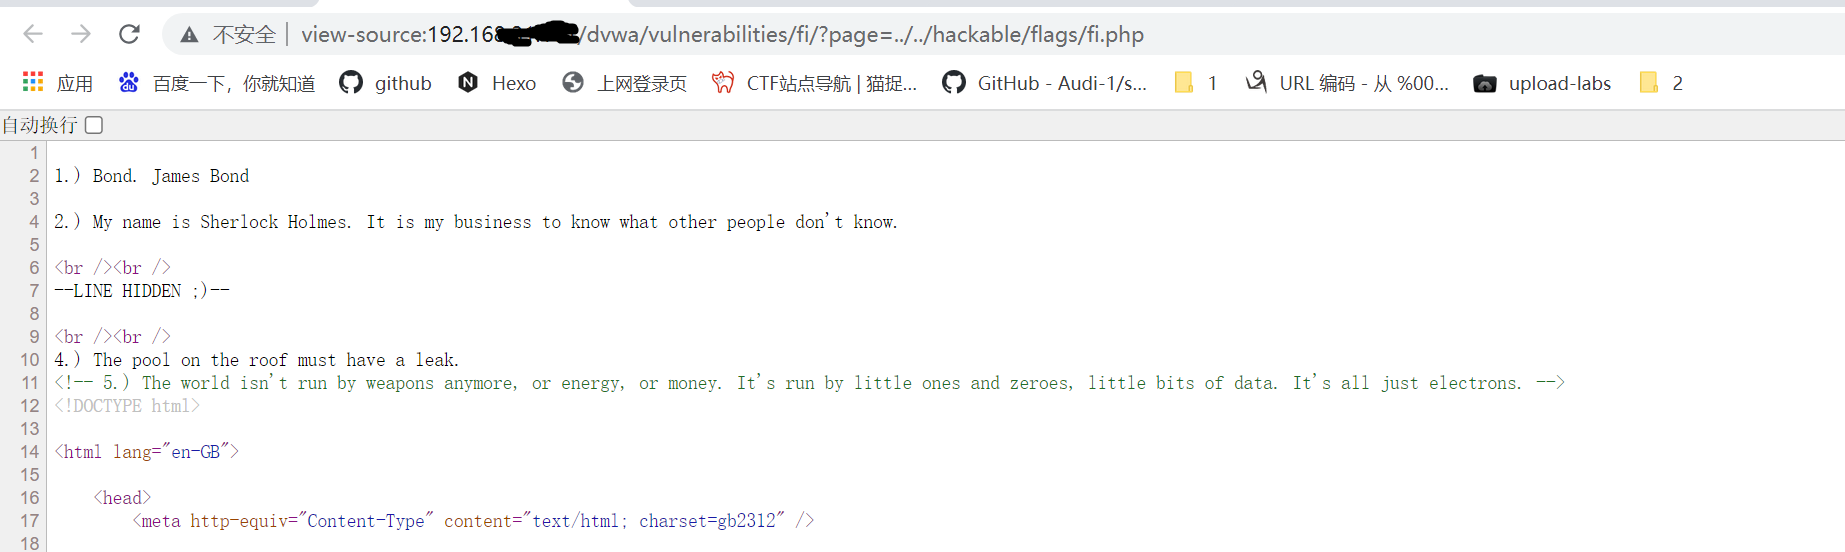 不安全 | view-source:192.168 /dvwa/vulnerabilities/fi/?page=../../hackable/flags/fi.php
应用 百度一下，你就知道 github Hexo 上网登录页 CTF站点导航 | 猫捉... GitHub - Audi-1/s... 1 URL 编码 - 从 %00... upload-labs 2
自动换行
1
2 1.) Bond. James Bond
3
4 2.) My name is Sherlock Holmes. It is my business to know what other people don't know.
5
6 <br /><br />
7 --LINE HIDDEN ;)--
8
9 <br /><br />
10 4.) The pool on the roof must have a leak.
11 <!-- 5.) The world isn't run by weapons anymore, or energy, or money. It's run by little ones and zeroes, little bits of data. It's all just electrons. -->
12 <!DOCTYPE html>
13
14 <html lang="en-GB">
15
16 <head>
17 <meta http-equiv="Content-Type" content="text/html; charset=gb2312" />
18